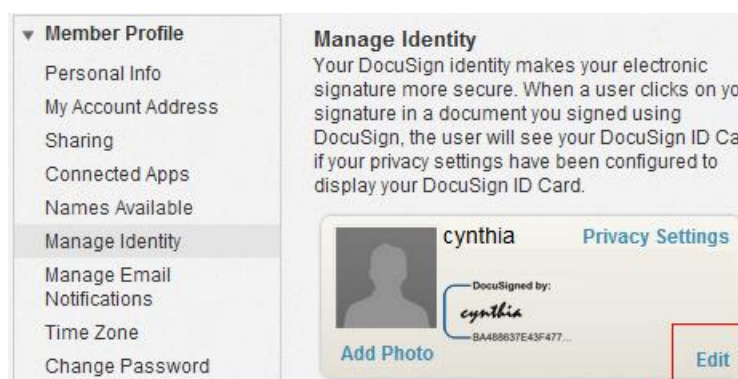 Member Profile
Personal Info
My Account Address
Sharing
Connected Apps
Names Available
Manage Identity
Manage Email
Notifications
Time Zone
Change Password
Manage Identity
Your DocuSign identity makes your electronic
signature more secure. When a user clicks on yo
signature in a document you signed using
DocuSign, the user will see your DocuSign ID Ca
if your privacy settings have been configured to
display your DocuSign ID Card.
cynthia
Privacy Settings
DocuSigned by:
cynthia
BA488637E43F477...
Add Photo
Edit